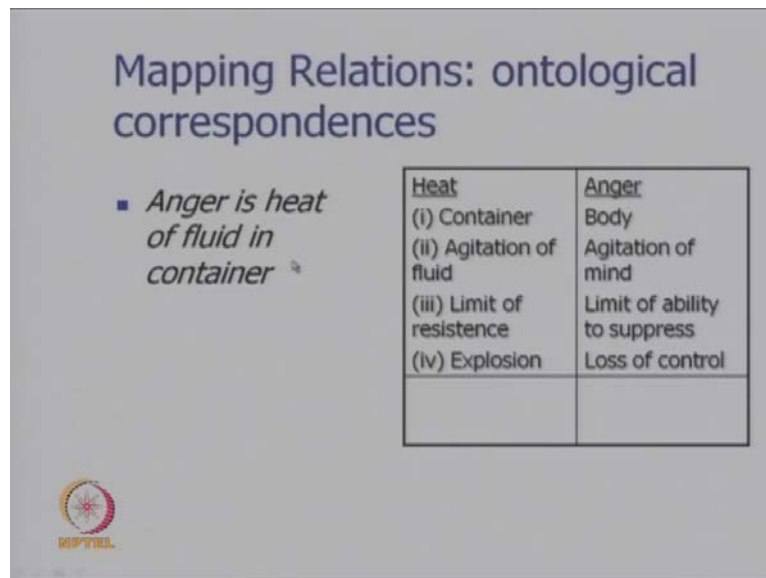 Mapping Relations: ontological
correspondences
Anger is heat
of fluid in
container
Heat
(i) Container
(ii) Agitation of
fluid
(iii) Limit of
resistence
(iv) Explosion
Anger
Body
Agitation of
mind
Limit of ability
to suppress
Loss of control
NPTEL